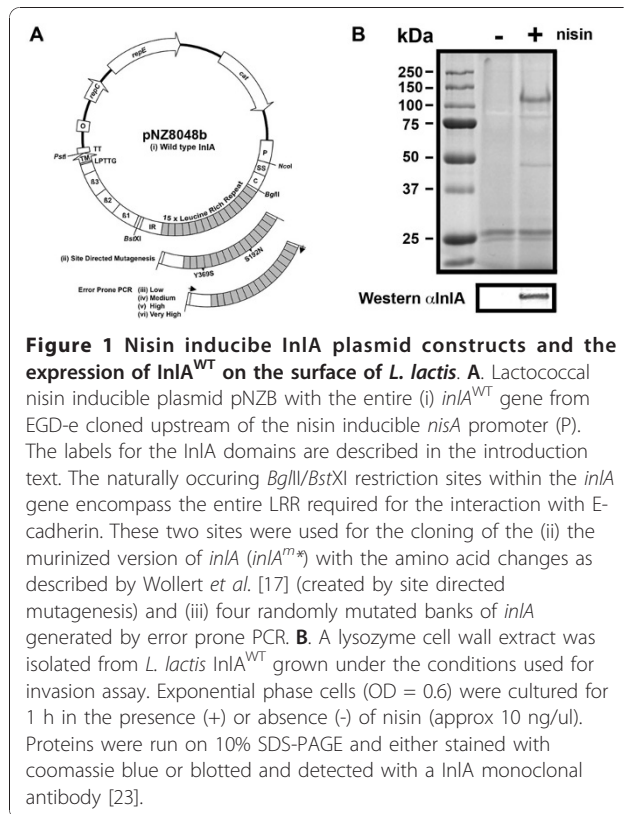 A
repE
cat
repC
O
pNZ8048b
(i) Wild type InlA
TT
PstI
TM
LPTTG
P
SS
NcoI
C
BglII
ß3
ß2
ß1
IR
15 x Leucine Rich Repeat
BstXI
(ii) Site Directed Mutagenesis
Y369S
S192N
Error Prone PCR (iii) Low
(iv) Medium
(v) High
(vi) Very High
B
kDa - + nisin
250
150
100
75
50
37
25
Western αInlA
Figure 1 Nisin inducibe InlA plasmid constructs and the
expression of InlAWT on the surface of L. lactis. A. Lactococcal
nisin inducible plasmid pNZB with the entire (i) inlAWT gene from
EGD-e cloned upstream of the nisin inducible nisA promoter (P).
The labels for the InlA domains are described in the introduction
text. The naturally occuring BglII/BstXI restriction sites within the inlA
gene encompass the entire LRR required for the interaction with E-
cadherin. These two sites were used for the cloning of the (ii) the
murinized version of inlA (inlAm*) with the amino acid changes as
described by Wollert et al. [17] (created by site directed
mutagenesis) and (iii) four randomly mutated banks of inlA
generated by error prone PCR. B. A lysozyme cell wall extract was
isolated from L. lactis InlAWT grown under the conditions used for
invasion assay. Exponential phase cells (OD = 0.6) were cultured for
1 h in the presence (+) or absence (-) of nisin (approx 10 ng/ul).
Proteins were run on 10% SDS-PAGE and either stained with
coomassie blue or blotted and detected with a InlA monoclonal
antibody [23].